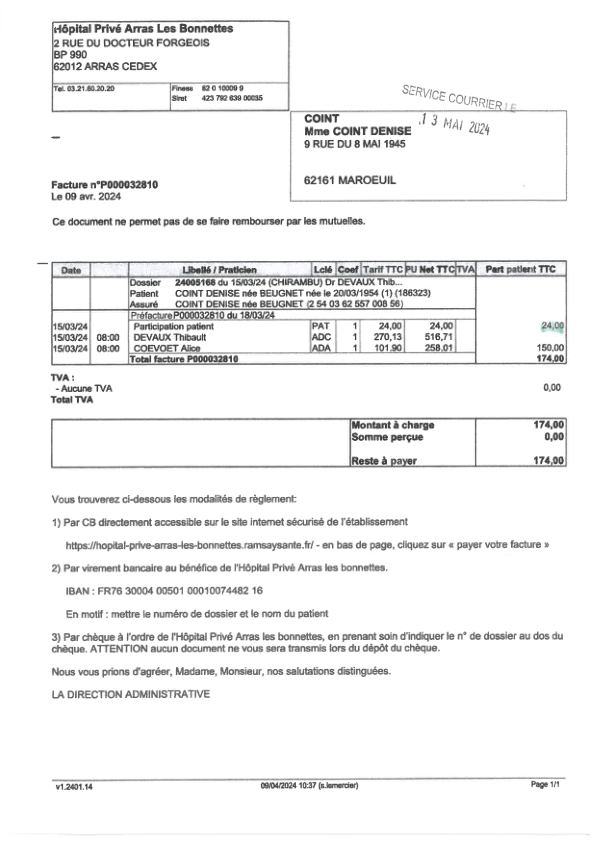 Hôpital Privé Arras Les Bonnettes
2 RUE DU DOCTEUR FORGEOIS
BP 990
62012 ARRAS CEDEX
Tel. 03.21.60.20.20 Finess 62 0 10009 9
Siret 423 792 639 00035
SERVICE COURRIER LE
13 MAI 2024
COINT
Mme COINT DENISE
9 RUE DU 8 MAI 1945
62161 MAROEUIL
Facture n°P000032810
Le 09 avr. 2024
Ce document ne permet pas de se faire rembourser par les mutuelles.
Date Libellé / Praticien Lclé Coef Tarif TTC PU Net TTC TVA Part patient TTC
Dossier 24005168 du 15/03/24 (CHIRAMBU) Dr DEVAUX Thib...
Patient COINT DENISE née BEUGNET née le 20/03/1954 (1) (186323)
Assuré COINT DENISE née BEUGNET (2 54 03 62 557 008 56)
Préfacture P000032810 du 18/03/24
15/03/24 Participation patient PAT 1 24,00 24,00 24,00
15/03/24 08:00 DEVAUX Thibault ADC 1 270,13 516,71
15/03/24 08:00 COEVOET Alice ADA 1 101,90 258,01 150,00
Total facture P000032810 174,00
TVA :
- Aucune TVA 0,00
Total TVA
Montant à charge 174,00
Somme perçue 0,00
Reste à payer 174,00
Vous trouverez ci-dessous les modalités de règlement:
1) Par CB directement accessible sur le site internet sécurisé de l'établissement
https://hopital-prive-arras-les-bonnettes.ramsaysante.fr/ - en bas de page, cliquez sur « payer votre facture »
2) Par virement bancaire au bénéfice de l'Hôpital Privé Arras les bonnettes.
IBAN : FR76 30004 00501 00010074482 16
En motif : mettre le numéro de dossier et le nom du patient
3) Par chèque à l'ordre de l'Hôpital Privé Arras les bonnettes, en prenant soin d'indiquer le n° de dossier au dos du
chèque. ATTENTION aucun document ne vous sera transmis lors du dépôt du chèque.
Nous vous prions d'agréer, Madame, Monsieur, nos salutations distinguées.
LA DIRECTION ADMINISTRATIVE
v1.2401.14 09/04/2024 10:37 (s.lemercier) Page 1/1